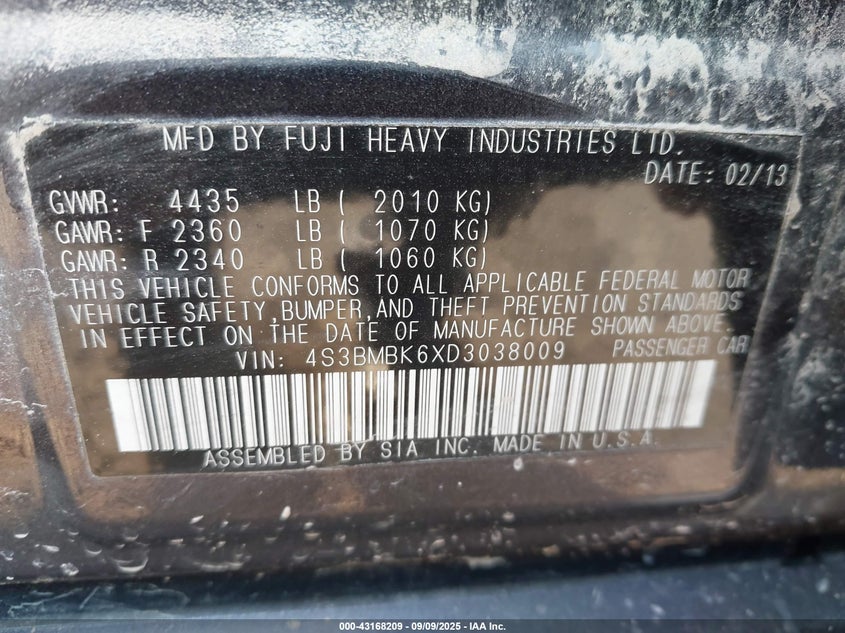 MFD BY FUJI HEAVY INDUSTRIES LTD.
DATE: 02/13
GVWR: 4435 LB ( 2010 KG)
GAWR: F 2360 LB ( 1070 KG)
GAWR: R 2340 LB ( 1060 KG)
THIS VEHICLE CONFORMS TO ALL APPLICABLE FEDERAL MOTOR
VEHICLE SAFETY,BUMPER,AND THEFT PREVENTION STANDARDS
IN EFFECT ON THE DATE OF MANUFACTURE SHOWN ABOVE.
VIN: 4S3BMBK6XD3038009 PASSENGER CAR
ASSEMBLED BY SIA INC. MADE IN U.S.A.
000-43168209 - 09/09/2025 - IAA Inc.